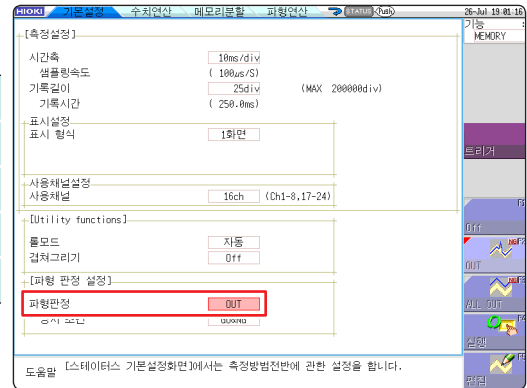 HIOKI 기본설정 수치연산 메모리분할 파형연산 STATUS Push 26-Jul 19:01:16
기능 :
MEMORY
[측정설정]
시간축 10ms/div
샘플링속도 ( 100㎲/S)
기록길이 25div (MAX 200000div)
기록시간 ( 250.0ms)
표시설정
표시 형식 1화면
트리거
사용채널설정
사용채널 16ch (Ch1-8,17-24)
F1
Off
[Utility functions]
롤모드 자동
겹쳐그리기 Off
NG F2
OUT
[파형 판정 설정]
파형판정 OUT
NG F3
ALL OUT
F4
실행
F5
편집
도움말 [스테이터스 기본설정화면]에서는 측정방법전반에 관한 설정을 합니다.